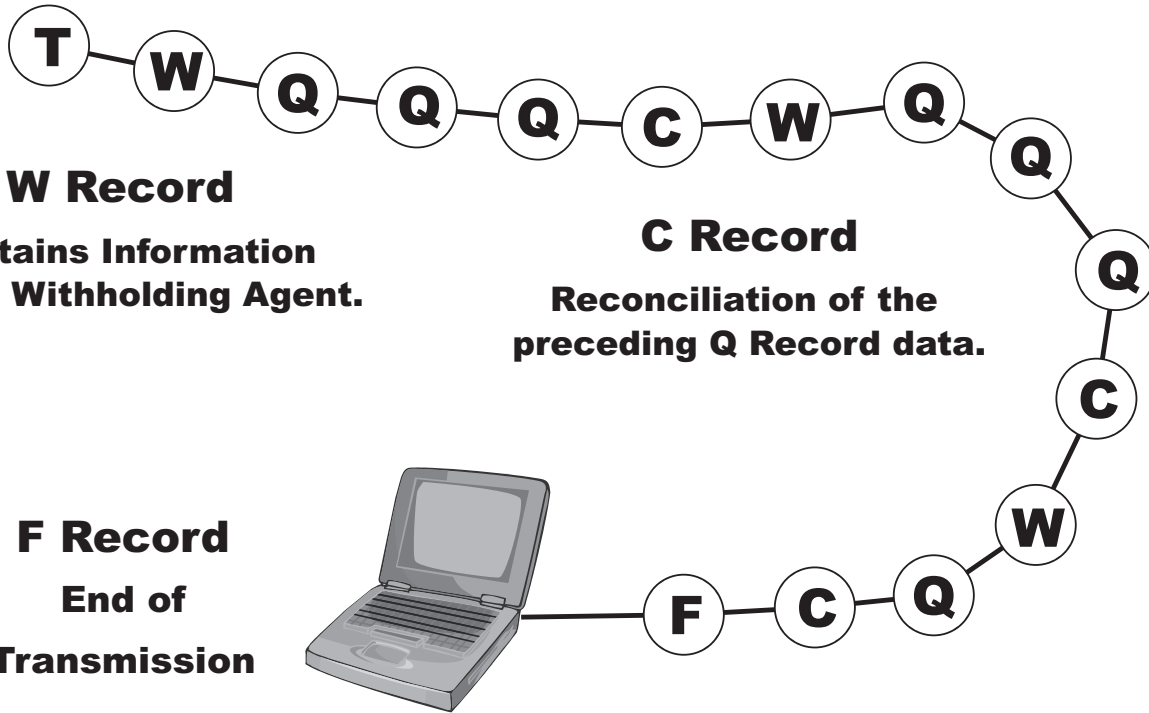 T W Q Q Q C W Q Q Q C W Q C F
W Record
tains Information
Withholding Agent.
C Record
Reconciliation of the
preceding Q Record data.
F Record
End of
Transmission